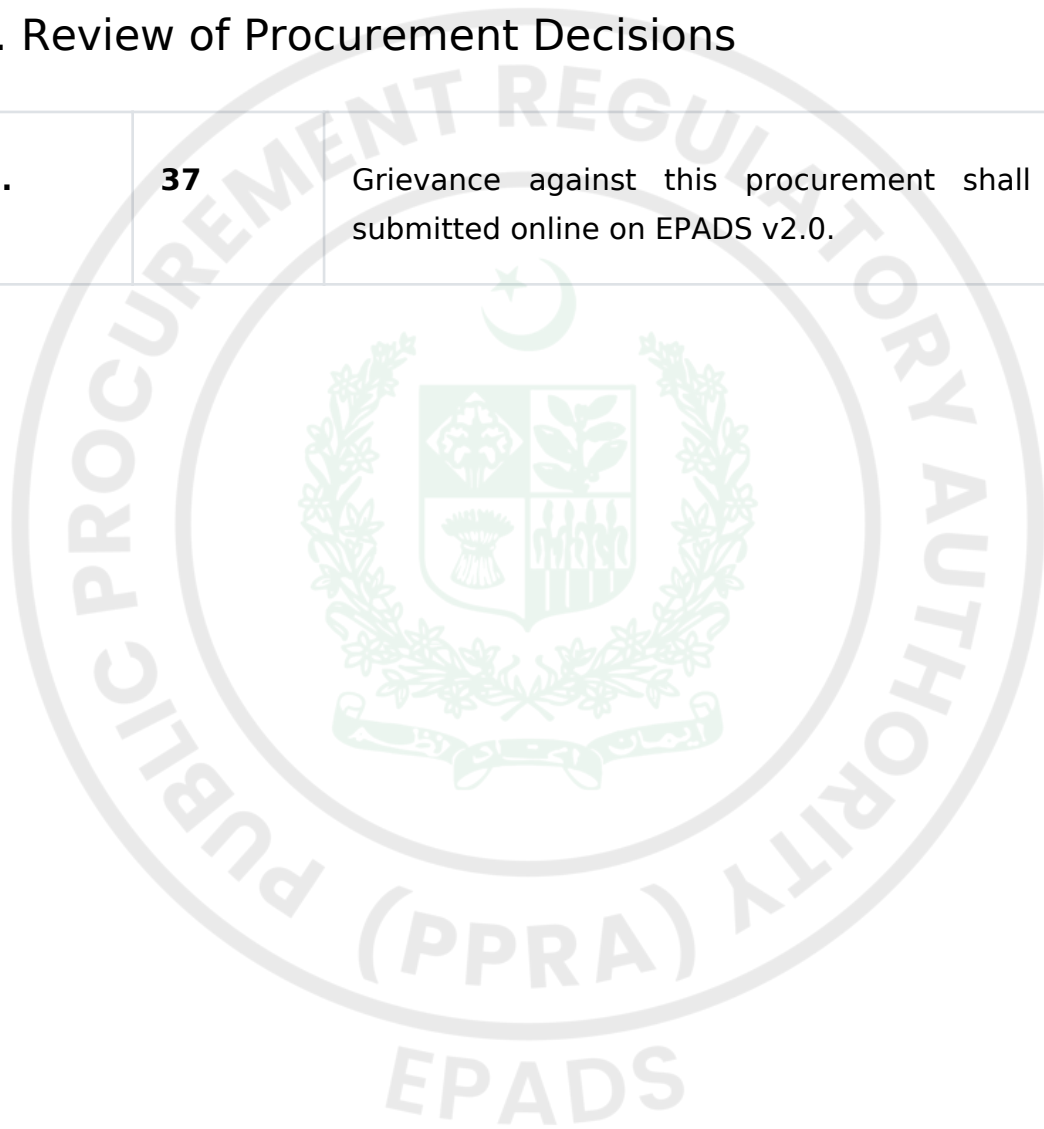 . Review of Procurement Decisions
. 37 Grievance against this procurement shall
submitted online on EPADS v2.0.
PUBLIC PROCUREMENT REGULATORY AUTHORITY
(PPRA)
EPADS